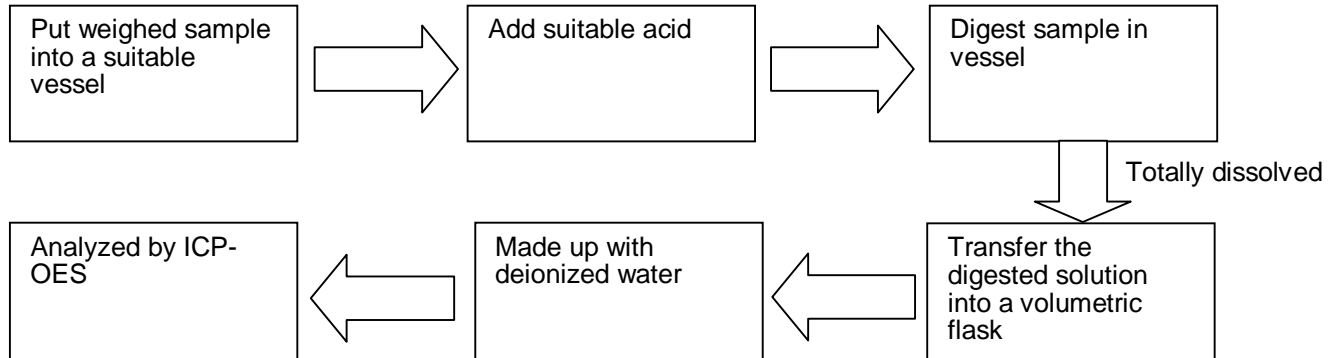 Put weighed sample
into a suitable
vessel
Add suitable acid
Digest sample in
vessel
Totally dissolved
Transfer the
digested solution
into a volumetric
flask
Made up with
deionized water
Analyzed by ICP-
OES